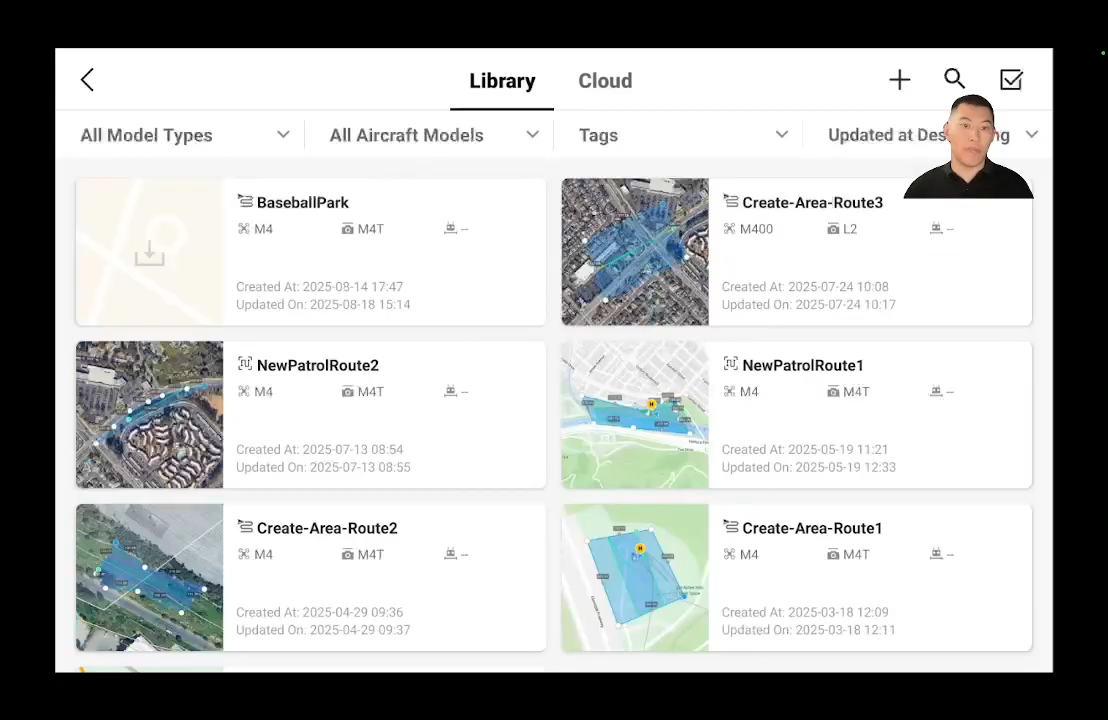 Library
Cloud
All Model Types
All Aircraft Models
Tags
Updated at Des
g
BaseballPark
M4
M4T
--
Created At: 2025-08-14 17:47
Updated On: 2025-08-18 15:14
Create-Area-Route3
M400
L2
--
Created At: 2025-07-24 10:08
Updated On: 2025-07-24 10:17
NewPatrolRoute2
M4
M4T
--
Created At: 2025-07-13 08:54
Updated On: 2025-07-13 08:55
NewPatrolRoute1
M4
M4T
--
Created At: 2025-05-19 11:21
Updated On: 2025-05-19 12:33
Create-Area-Route2
M4
M4T
--
Created At: 2025-04-29 09:36
Updated On: 2025-04-29 09:37
H
Create-Area-Route1
M4
M4T
--
Created At: 2025-03-18 12:09
Updated On: 2025-03-18 12:11